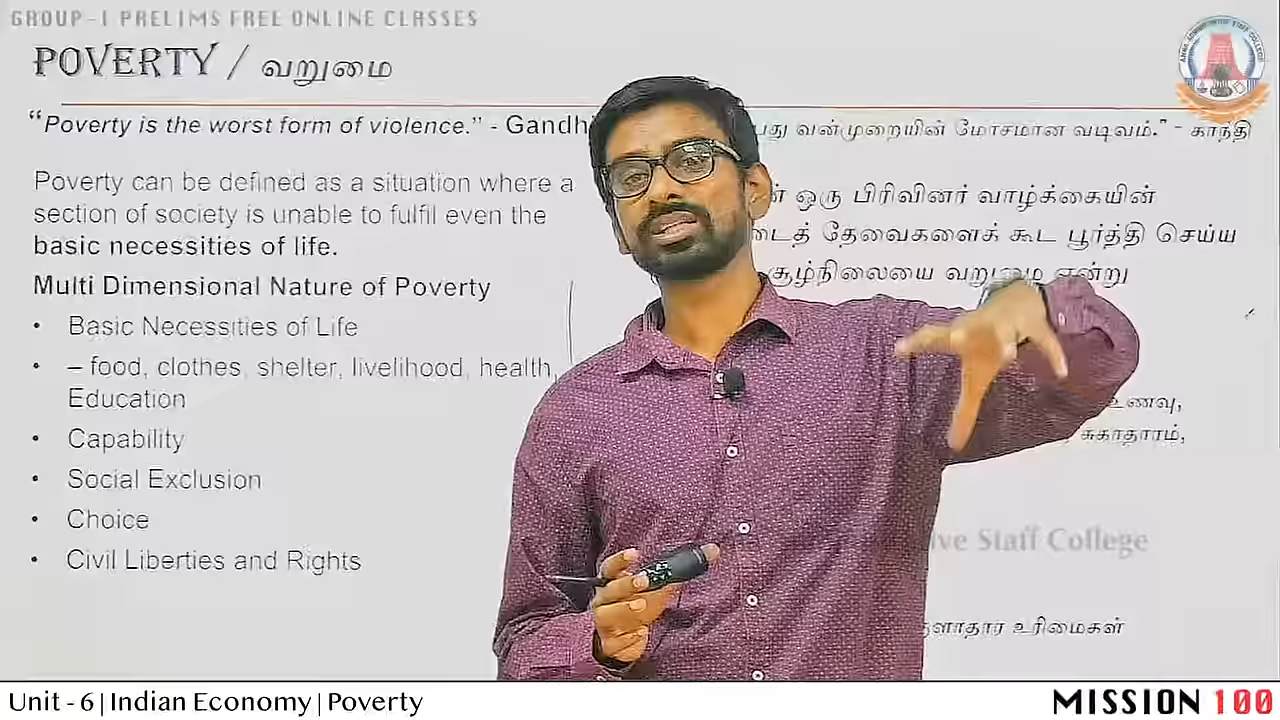 GROUP-I PRELIMS FREE ONLINE CLASSES
POVERTY / வறுமை
“Poverty is the worst form of violence.” - Gandh
வன்முறையின் மோசமான வடிவம்.” - காந்தி
Poverty can be defined as a situation where a
section of society is unable to fulfil even the
basic necessities of life.
ஒரு பிரிவினர் வாழ்க்கையின்
தேவைகளைக் கூட பூர்த்தி செய்ய
சூழ்நிலையை வறுமை என்று
Multi Dimensional Nature of Poverty
• Basic Necessities of Life
• – food, clothes, shelter, livelihood, health,
Education
• Capability
• Social Exclusion
• Choice
• Civil Liberties and Rights
உணவு,
சுகாதாரம்,
Staff College
உரிமைகள்
Unit - 6 | Indian Economy | Poverty
MISSION 100